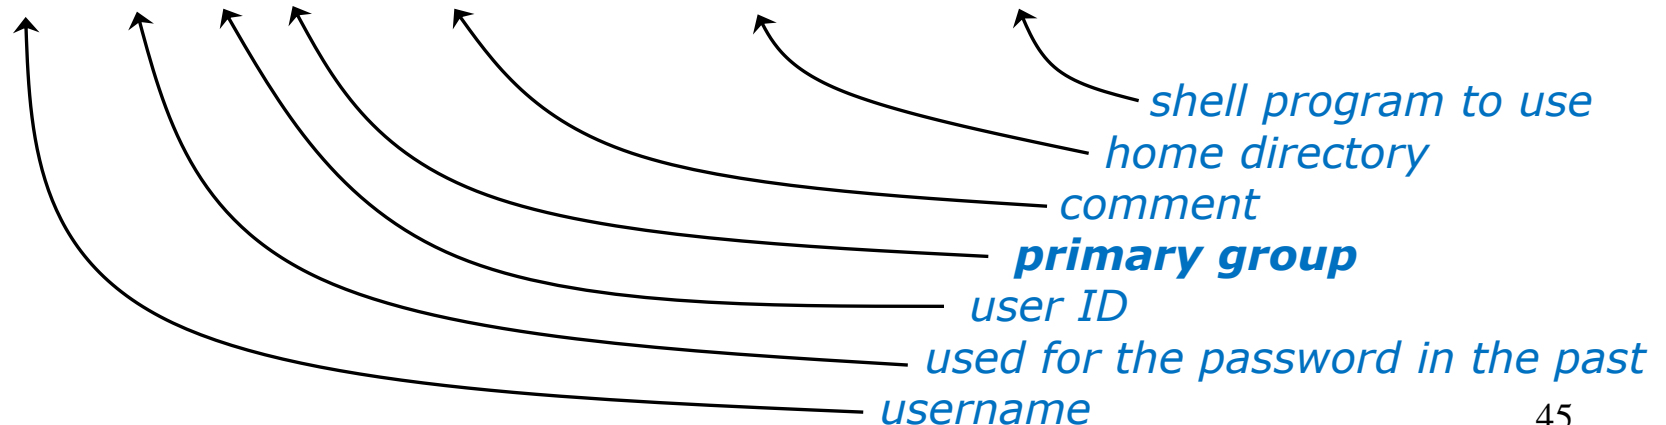 shell program to use
home directory
comment
primary group
user ID
used for the password in the past
username
45